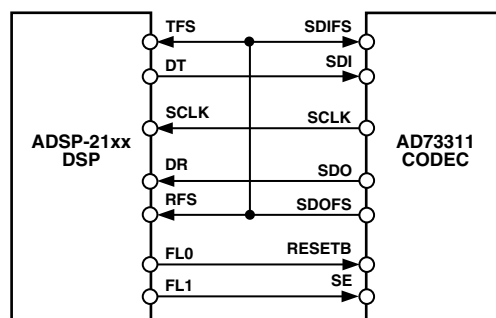 TFS SDIFS
DT SDI
SCLK SCLK
ADSP-21xx
DSP
AD73311
CODEC
DR SDO
RFS SDOFS
FL0 RESETB
FL1 SE